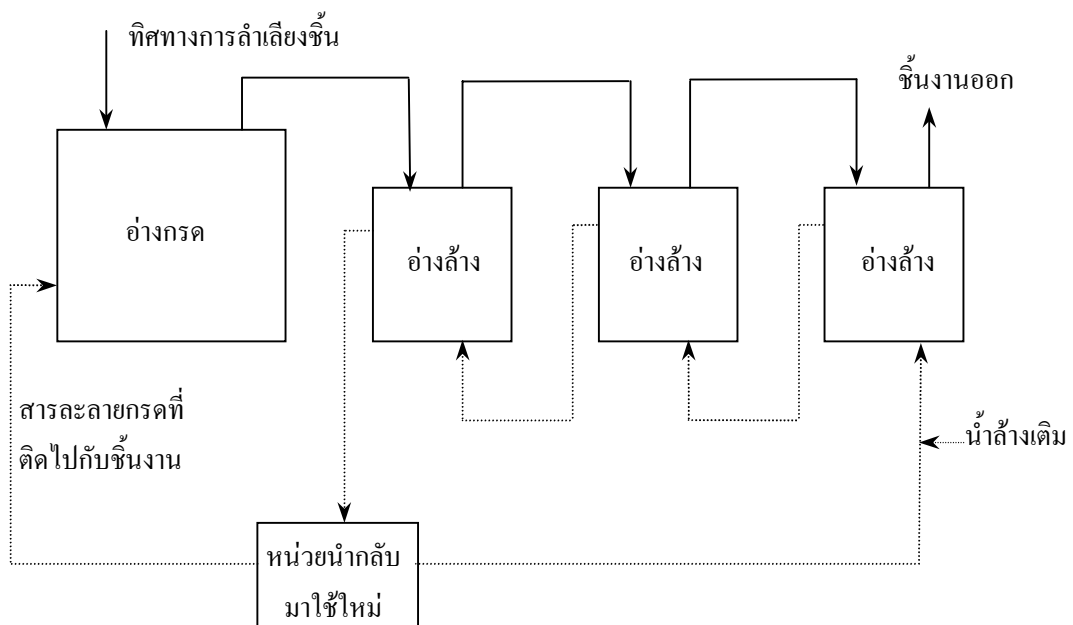 ทิศทางการลำเลียงชิ้น
ชิ้นงานออก
อ่างกรด
อ่างล้าง
อ่างล้าง
อ่างล้าง
สารละลายกรดที่
ติดไปกับชิ้นงาน
น้ำล้างเติม
หน่วยนำกลับ
มาใช้ใหม่